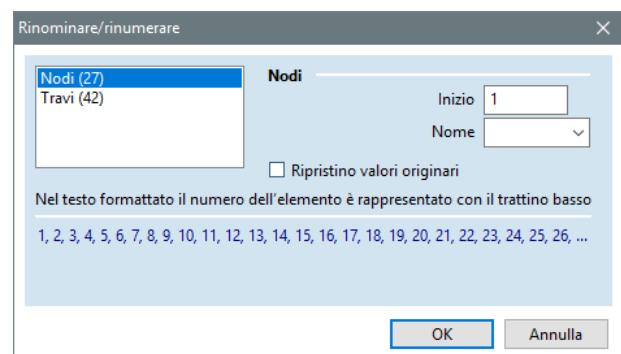 Rinominare/rinumerare
Nodi (27)
Travi (42)
Nodi
Inizio 1
Nome
Ripristino valori originari
Nel testo formattato il numero dell'elemento è rappresentato con il trattino basso
1, 2, 3, 4, 5, 6, 7, 8, 9, 10, 11, 12, 13, 14, 15, 16, 17, 18, 19, 20, 21, 22, 23, 24, 25, 26, ...
OK Annulla